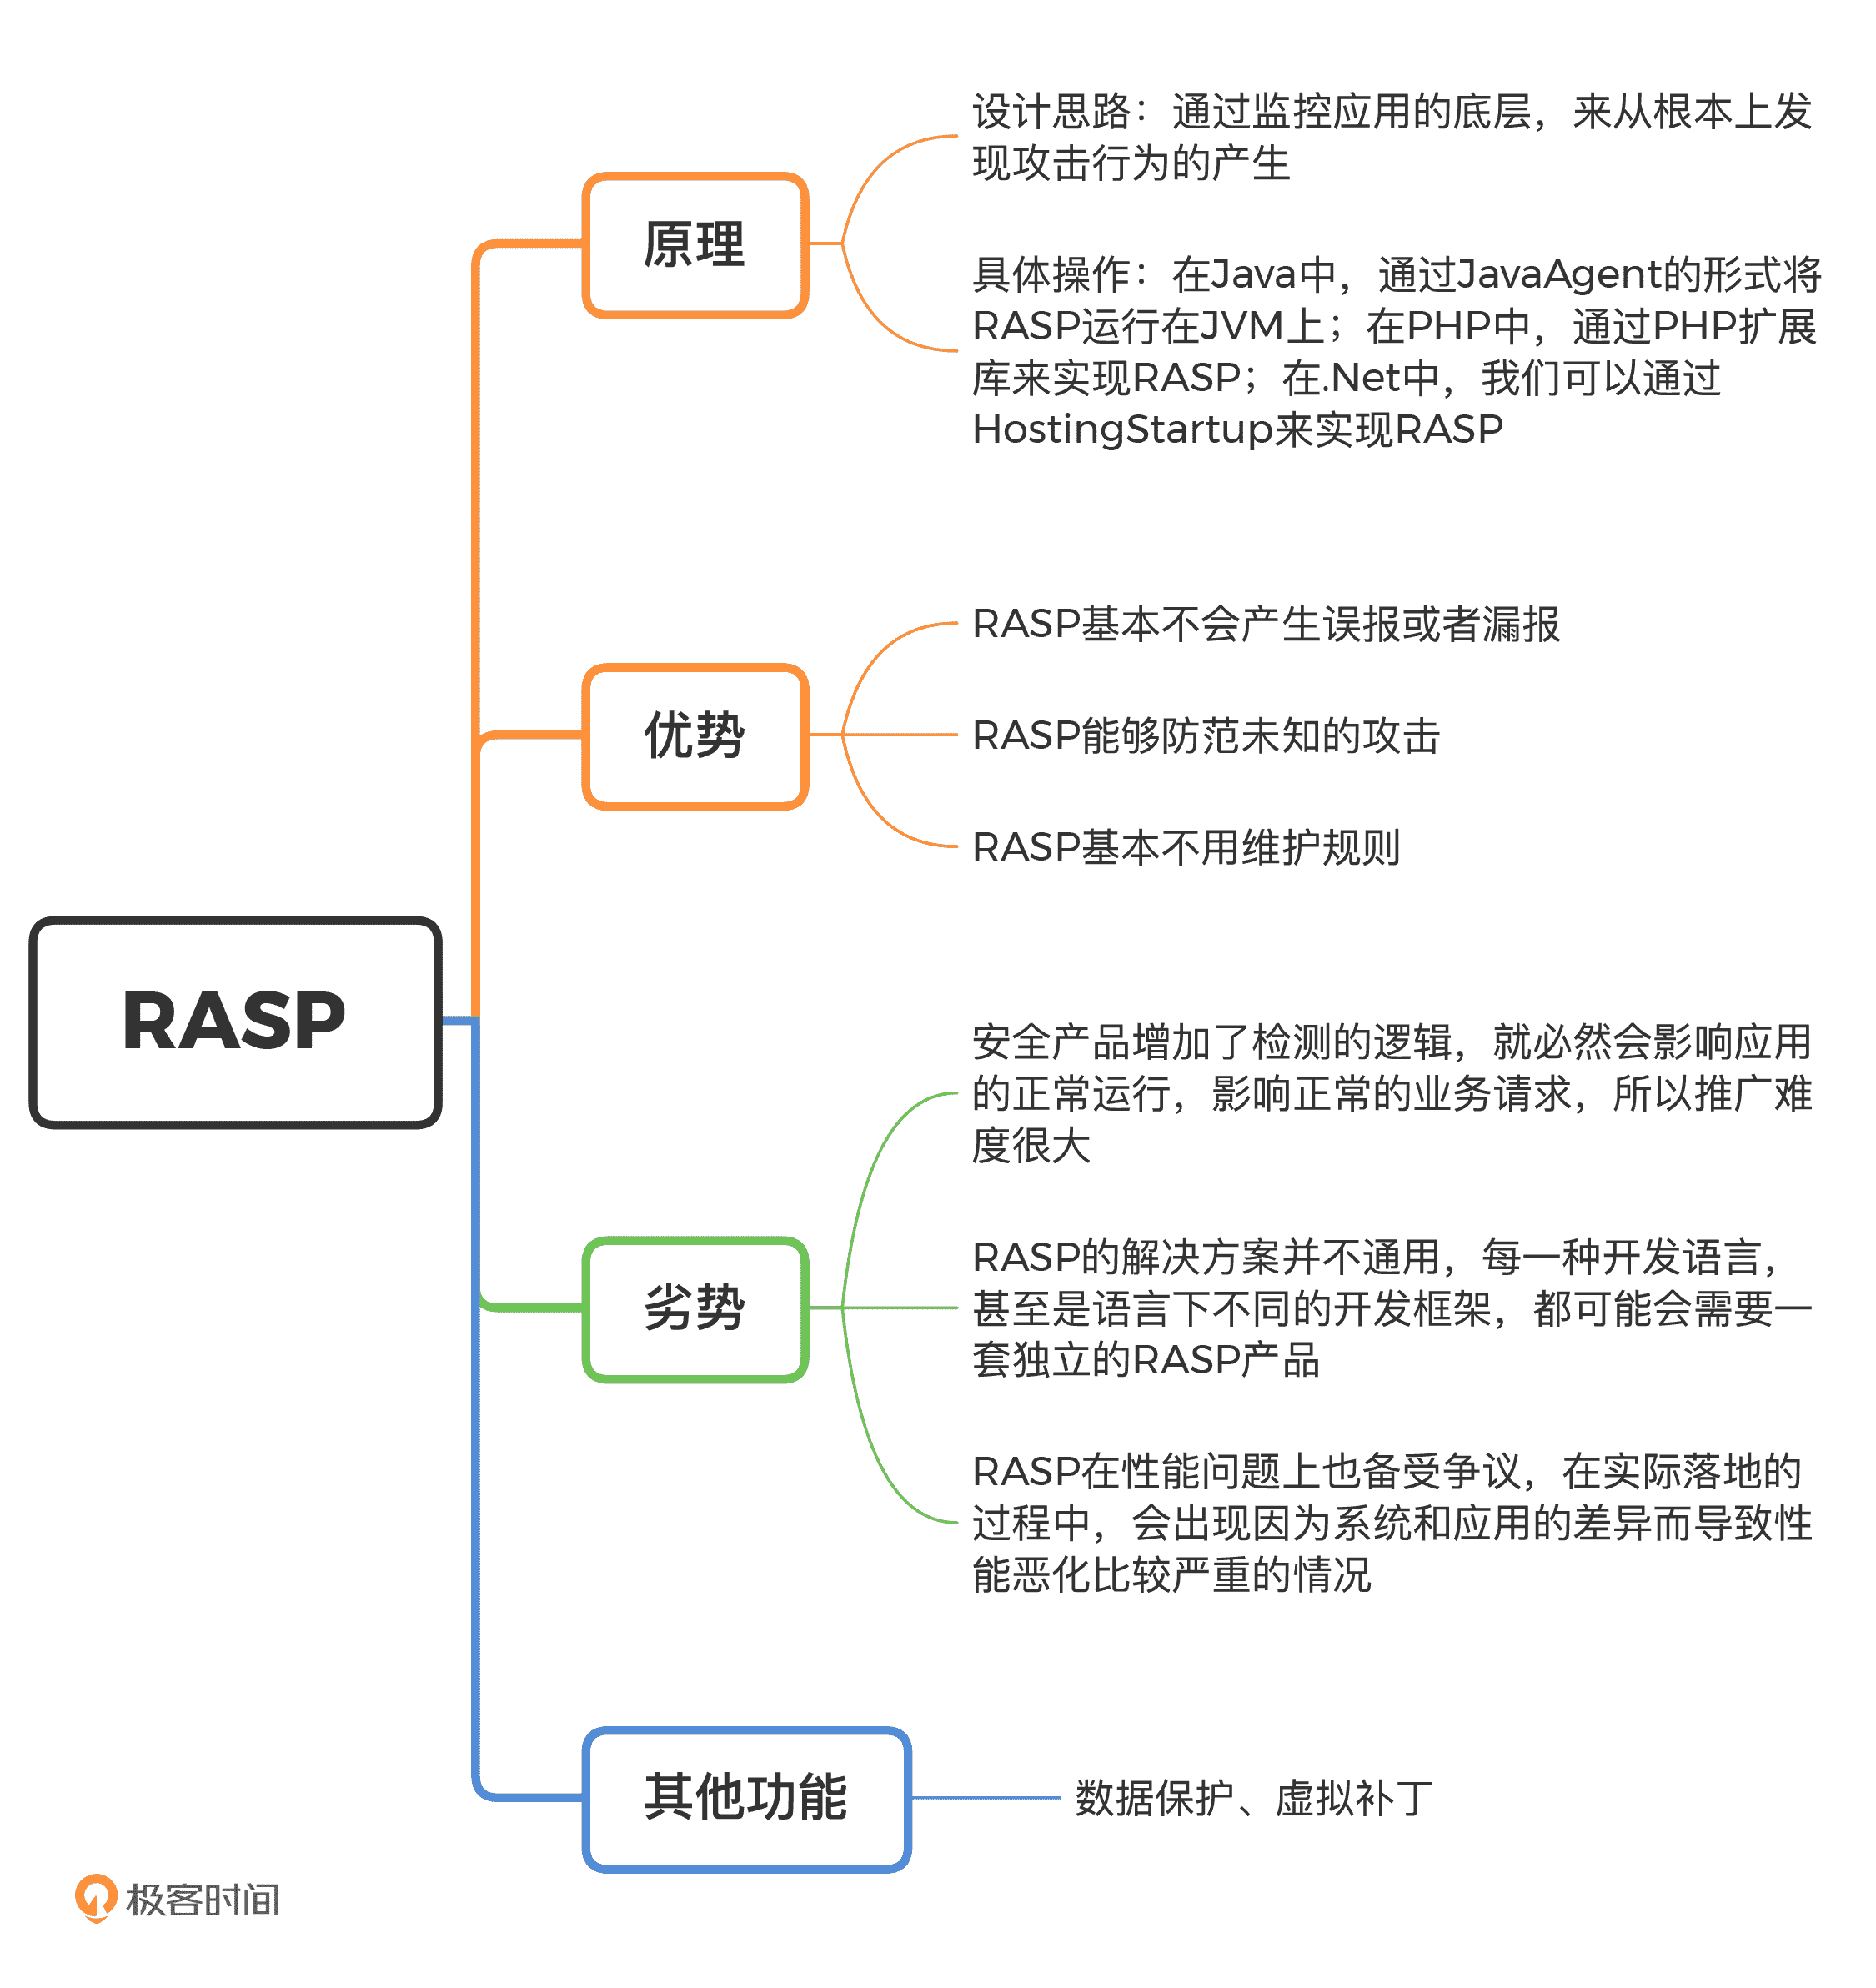 设计思路：通过监控应用的底层，来从根本上发
现攻击行为的产生
原理
具体操作：在Java中，通过JavaAgent的形式将
RASP运行在JVM上；在PHP中，通过PHP扩展
库来实现RASP；在.Net中，我们可以通过
HostingStartup来实现RASP
RASP基本不会产生误报或者漏报
优势
RASP能够防范未知的攻击
RASP基本不用维护规则
RASP
安全产品增加了检测的逻辑，就必然会影响应用
的正常运行，影响正常的业务请求，所以推广难
度很大
劣势
RASP的解决方案并不通用，每一种开发语言，
甚至是语言下不同的开发框架，都可能会需要一
套独立的RASP产品
RASP在性能问题上也备受争议，在实际落地的
过程中，会出现因为系统和应用的差异而导致性
能恶化比较严重的情况
其他功能
数据保护、虚拟补丁
极客时间